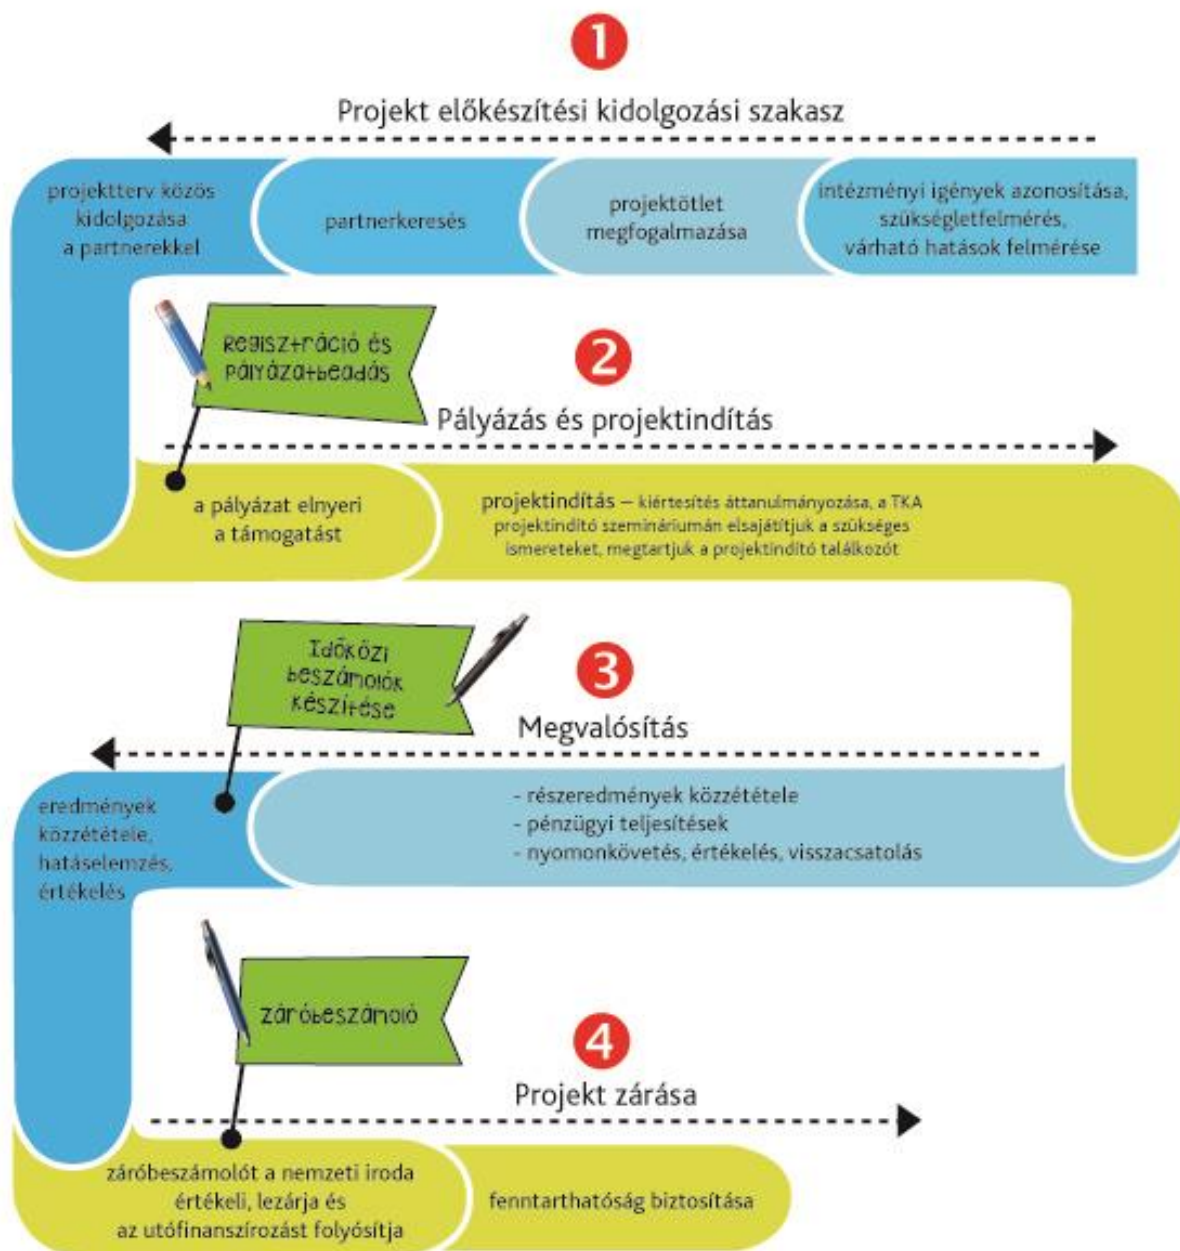 1
Projekt előkészítési kidolgozási szakasz
intézményi igények azonosítása,
szükségletfelmérés,
várható hatások felmérése
projektötlet
megfogalmazása
partnerkeresés
projektterv közös
kidolgozása
a partnerekkel
Regisztráció és
pályázatbeadás
2
Pályázás és projektindítás
a pályázat elnyeri
a támogatást
projektindítás – kiértesítés áttanulmányozása, a TKA
projektindító szemináriumán elsajátítjuk a szükséges
ismereteket, megtartjuk a projektindító találkozót
3
Megvalósítás
- részeredmények közzététele
- pénzügyi teljesítések
- nyomonkövetés, értékelés, visszacsatolás
Időközi
beszámolók
készítése
eredmények
közzététele,
hatáselemzés,
értékelés
Záróbeszámoló
4
Projekt zárása
záróbeszámolót a nemzeti iroda
értékeli, lezárja és
az utófinanszírozást folyósítja
fenntarthatóság biztosítása